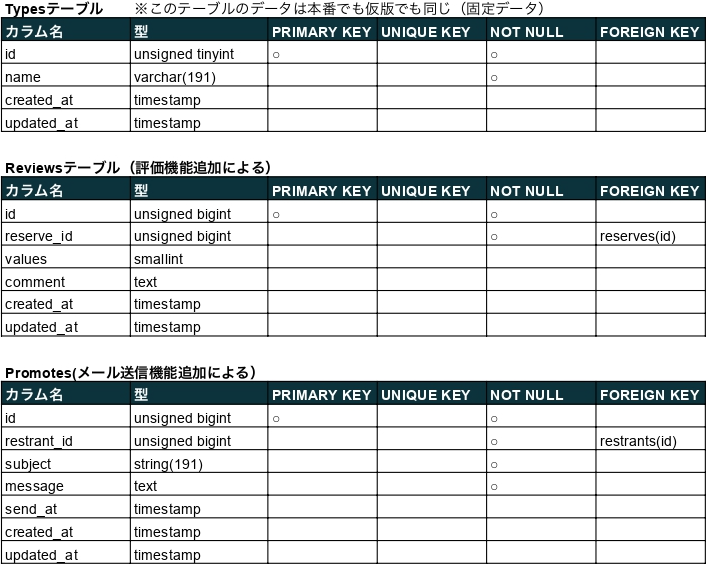 Typesテーブル ※このテーブルのデータは本番でも仮版でも同じ（固定データ）
カラム名 型 PRIMARY KEY UNIQUE KEY NOT NULL FOREIGN KEY
id unsigned tinyint ○ ○
name varchar(191) ○
created_at timestamp
updated_at timestamp
Reviewsテーブル（評価機能追加による）
カラム名 型 PRIMARY KEY UNIQUE KEY NOT NULL FOREIGN KEY
id unsigned bigint ○ ○
reserve_id unsigned bigint ○ reserves(id)
values smallint
comment text
created_at timestamp
updated_at timestamp
Promotes(メール送信機能追加による）
カラム名 型 PRIMARY KEY UNIQUE KEY NOT NULL FOREIGN KEY
id unsigned bigint ○ ○
restrant_id unsigned bigint ○ restrants(id)
subject string(191) ○
message text ○
send_at timestamp
created_at timestamp
updated_at timestamp